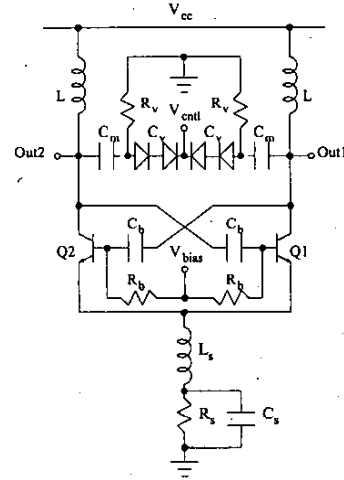 Vcc
L
Rv
Vcntl
Rv
L
Cm
Cv
Cv
Cm
Out2
Out1
Cb
Cb
Q2
Vbias
Q1
Rb
Rb
Ls
Rs
Cs